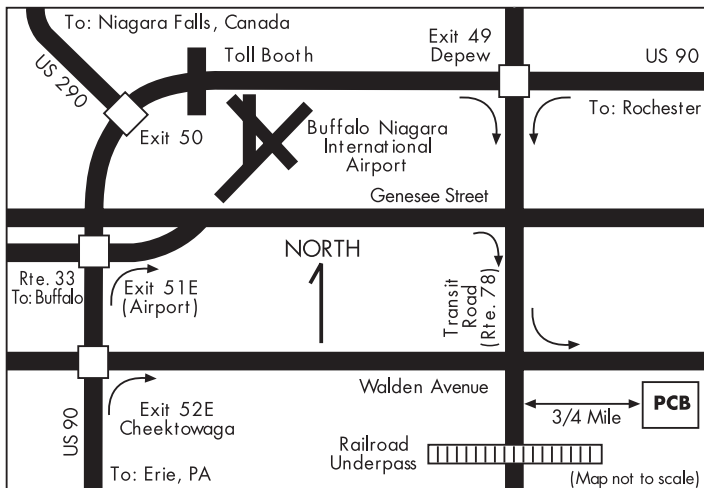 To: Niagara Falls, Canada
US 290
Toll Booth
Exit 49
Depew
US 90
Exit 50
To: Rochester
Buffalo Niagara
International
Airport
Genesee Street
NORTH
Rte. 33
To: Buffalo
Exit 51E
(Airport)
Transit
Road
(Rte. 78)
Walden Avenue
US 90
Exit 52E
Cheektowaga
PCB
3/4 Mile
Railroad
Underpass
To: Erie, PA
(Map not to scale)